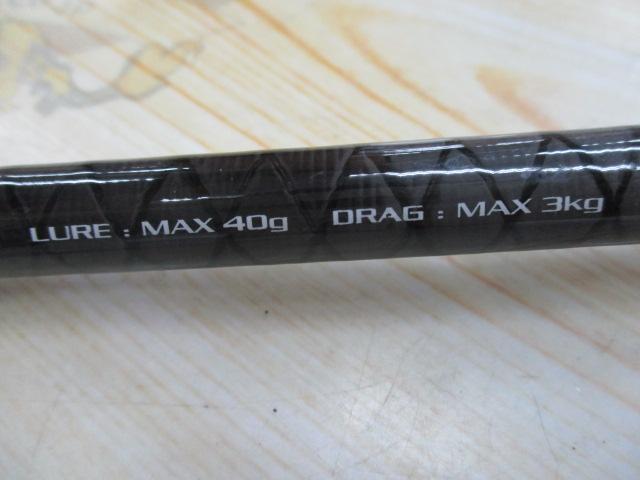 LURE : MAX 40g DRAG : MAX 3kg